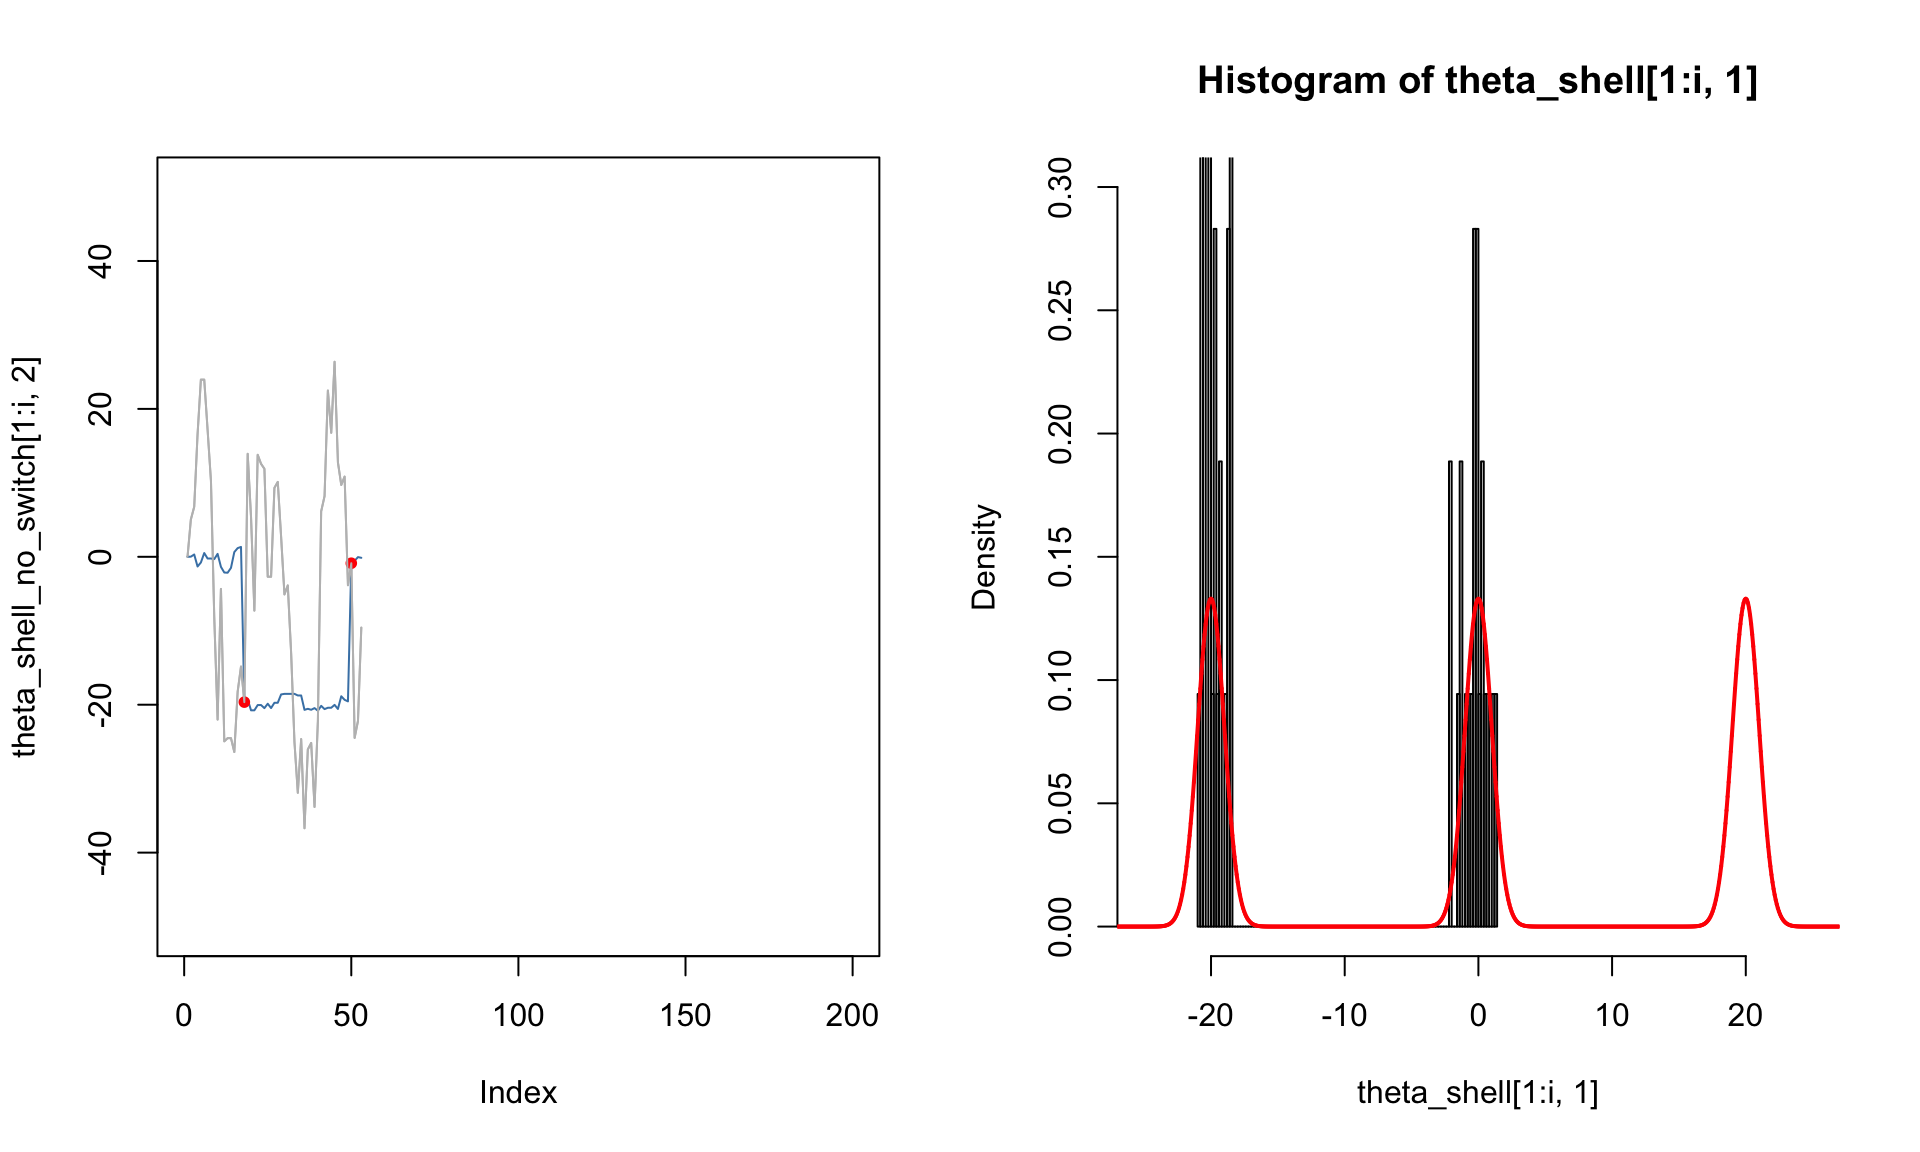 theta_shell_no_switch[1:i, 2]
40
20
0
-20
-40
0 50 100 150 200
Index
Histogram of theta_shell[1:i, 1]
Density
0.30
0.25
0.20
0.15
0.10
0.05
0.00
-20 -10 0 10 20
theta_shell[1:i, 1]